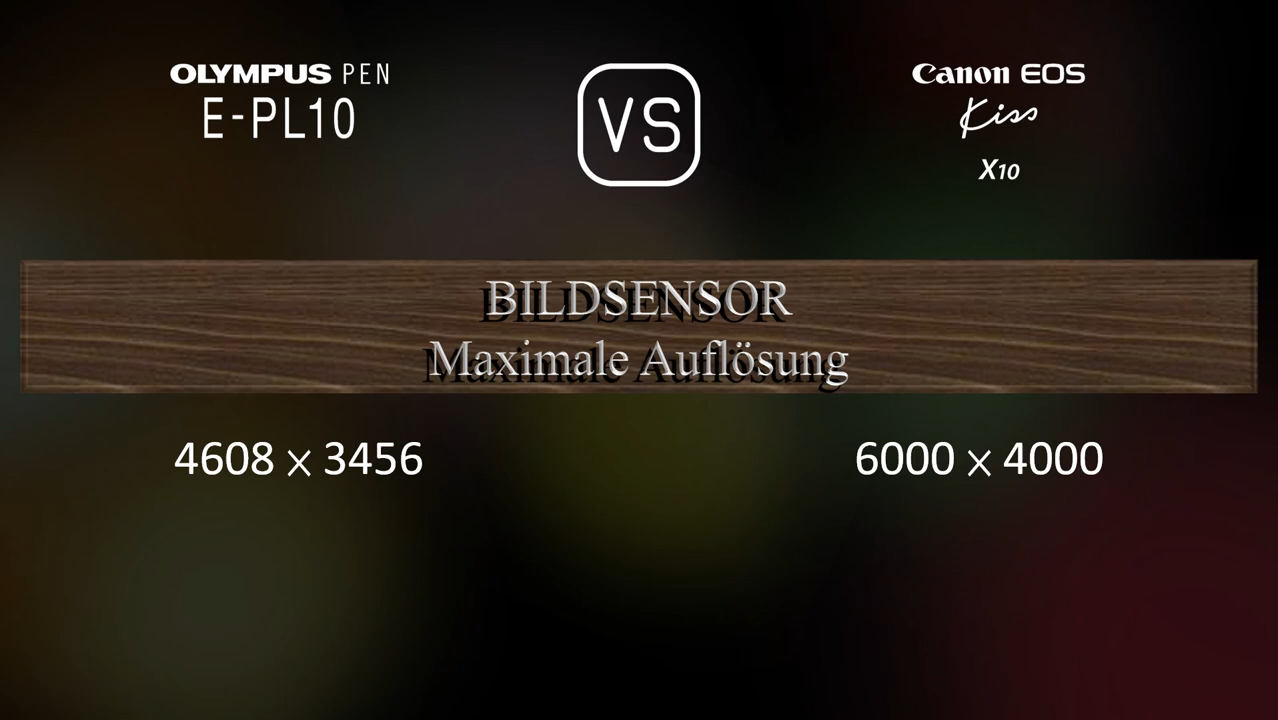 OLYMPUS PEN
E-PL10
VS
Canon EOS
Kiss
X10
BILDSENSOR
Maximale Auflösung
4608 x 3456
6000 x 4000